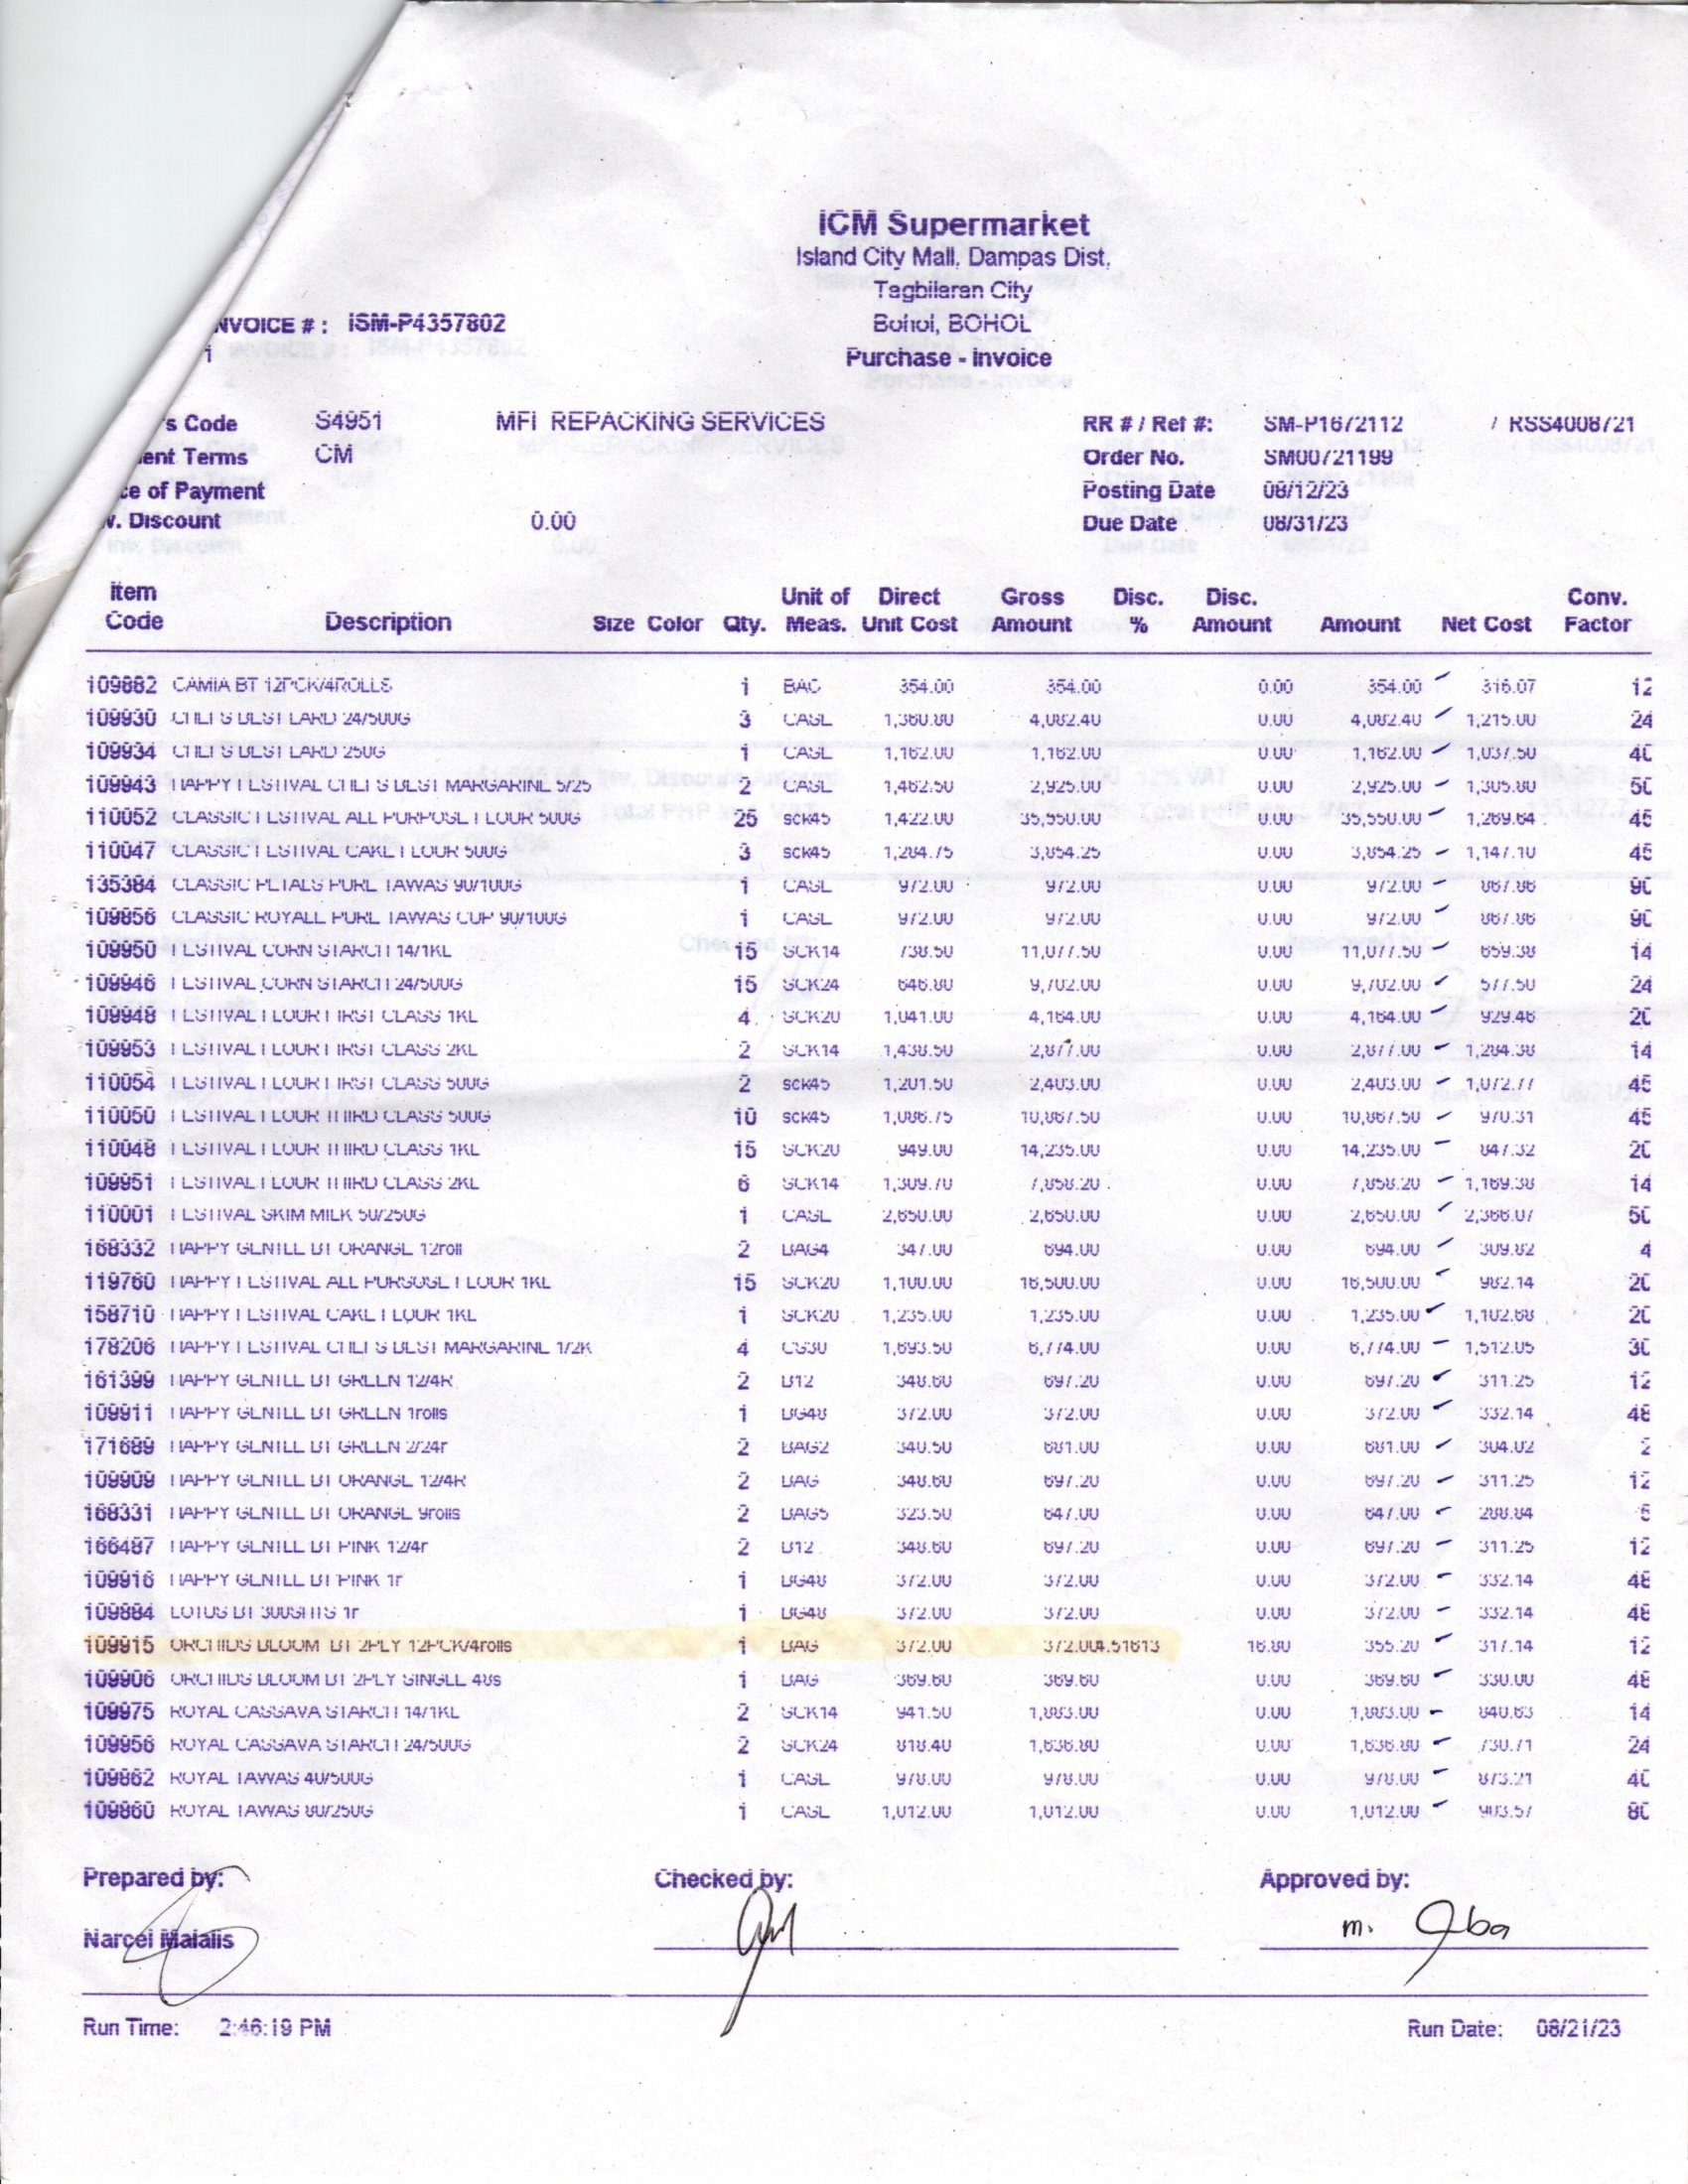 ICM Supermarket
Island City Mall, Dampas Dist.
Tagbilaran City
NVOICE # : ISM-P4357802 Bohol, BOHOL
1 Purchase - Invoice
s Code S4951 MFI REPACKING SERVICES RR # / Ref #: SM-P1672112 / RSS4008721
ent Terms CM Order No. SM00721199
ce of Payment Posting Date 08/12/23
v. Discount 0.00 Due Date 08/31/23
Item Unit of Direct Gross Disc. Disc. Conv.
Code Description Size Color Qty. Meas. Unit Cost Amount % Amount Amount Net Cost Factor
109882 CAMIA BT 12PCK/4ROLLS 1 BAG 354.00 354.00 0.00 354.00 316.07 12
109930 CHEF'S BEST LARD 24/500G 3 CASE 1,360.80 4,082.40 0.00 4,082.40 1,215.00 24
109934 CHEF'S BEST LARD 250G 1 CASE 1,162.00 1,162.00 0.00 1,162.00 1,037.50 40
109943 HAPPY FESTIVAL CHEF'S BEST MARGARINE 5/25 2 CASE 1,462.50 2,925.00 0.00 2,925.00 1,305.80 50
110052 CLASSIC FESTIVAL ALL PURPOSE FLOUR 500G 25 sck45 1,422.00 35,550.00 0.00 35,550.00 1,269.64 45
110047 CLASSIC FESTIVAL CAKE FLOUR 500G 3 sck45 1,284.75 3,854.25 0.00 3,854.25 1,147.10 45
135384 CLASSIC PETALS PURE TAWAS 90/100G 1 CASE 972.00 972.00 0.00 972.00 867.86 90
109856 CLASSIC ROYALE PURE TAWAS CUP 90/100G 1 CASE 972.00 972.00 0.00 972.00 867.86 90
109950 FESTIVAL CORN STARCH 14/1KL 15 SCK14 738.50 11,077.50 0.00 11,077.50 659.38 14
109946 FESTIVAL CORN STARCH 24/500G 15 SCK24 646.80 9,702.00 0.00 9,702.00 577.50 24
109948 FESTIVAL FLOUR FIRST CLASS 1KL 4 SCK20 1,041.00 4,164.00 0.00 4,164.00 929.46 20
109953 FESTIVAL FLOUR FIRST CLASS 2KL 2 SCK14 1,438.50 2,877.00 0.00 2,877.00 1,284.38 14
110054 FESTIVAL FLOUR FIRST CLASS 500G 2 sck45 1,201.50 2,403.00 0.00 2,403.00 1,072.77 45
110050 FESTIVAL FLOUR THIRD CLASS 500G 10 sck45 1,086.75 10,867.50 0.00 10,867.50 970.31 45
110048 FESTIVAL FLOUR THIRD CLASS 1KL 15 SCK20 949.00 14,235.00 0.00 14,235.00 847.32 20
109951 FESTIVAL FLOUR THIRD CLASS 2KL 6 SCK14 1,309.70 7,858.20 0.00 7,858.20 1,169.38 14
110001 FESTIVAL SKIM MILK 50/250G 1 CASE 2,650.00 2,650.00 0.00 2,650.00 2,366.07 50
168332 HAPPY GENTLE BT ORANGE 12roll 2 BAG4 347.00 694.00 0.00 694.00 309.82 4
119760 HAPPY FESTIVAL ALL PURSOSE FLOUR 1KL 15 SCK20 1,100.00 16,500.00 0.00 16,500.00 982.14 20
158710 HAPPY FESTIVAL CAKE FLOUR 1KL 1 SCK20 1,235.00 1,235.00 0.00 1,235.00 1,102.68 20
178206 HAPPY FESTIVAL CHEF'S BEST MARGARINE 1/2K 4 CS30 1,693.50 6,774.00 0.00 6,774.00 1,512.05 30
161399 HAPPY GENTLE BT GREEN 12/4R 2 B12 348.60 697.20 0.00 697.20 311.25 12
109911 HAPPY GENTLE BT GREEN 1rolls 1 BG48 372.00 372.00 0.00 372.00 332.14 48
171689 HAPPY GENTLE BT GREEN 2/24r 2 BAG2 340.50 681.00 0.00 681.00 304.02 2
109909 HAPPY GENTLE BT ORANGE 12/4R 2 BAG 348.60 697.20 0.00 697.20 311.25 12
168331 HAPPY GENTLE BT ORANGE 9rolls 2 BAG5 323.50 647.00 0.00 647.00 288.84 5
166487 HAPPY GENTLE BT PINK 12/4r 2 B12 348.60 697.20 0.00 697.20 311.25 12
109916 HAPPY GENTLE BT PINK 1r 1 BG48 372.00 372.00 0.00 372.00 332.14 48
109884 LOTUS BT 300SHTS 1r 1 BG48 372.00 372.00 0.00 372.00 332.14 48
109915 ORCHIDS BLOOM BT 2PLY 12PCK/4rolls 1 BAG 372.00 372.004.51613 16.80 355.20 317.14 12
109906 ORCHIDS BLOOM BT 2PLY SINGLE 48s 1 BAG 369.60 369.60 0.00 369.60 330.00 48
109975 ROYAL CASSAVA STARCH 14/1KL 2 SCK14 941.50 1,883.00 0.00 1,883.00 840.63 14
109956 ROYAL CASSAVA STARCH 24/500G 2 SCK24 818.40 1,636.80 0.00 1,636.80 730.71 24
109862 ROYAL TAWAS 40/500G 1 CASE 978.00 978.00 0.00 978.00 873.21 40
109860 ROYAL TAWAS 80/250G 1 CASE 1,012.00 1,012.00 0.00 1,012.00 903.57 80
Prepared by: Checked by: Approved by:
Narcel Malalis m.
Run Time: 2:46:19 PM Run Date: 08/21/23